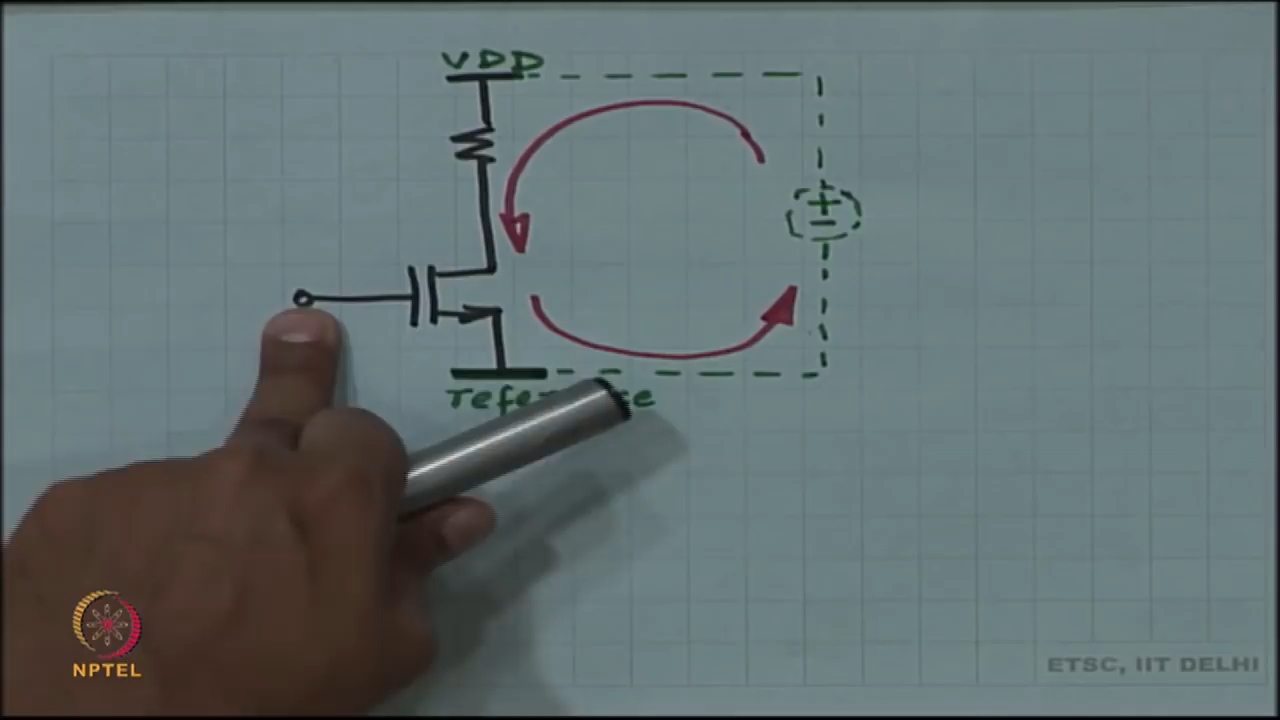 VDD
+
−
NPTEL
ETSC, IIT DELHI